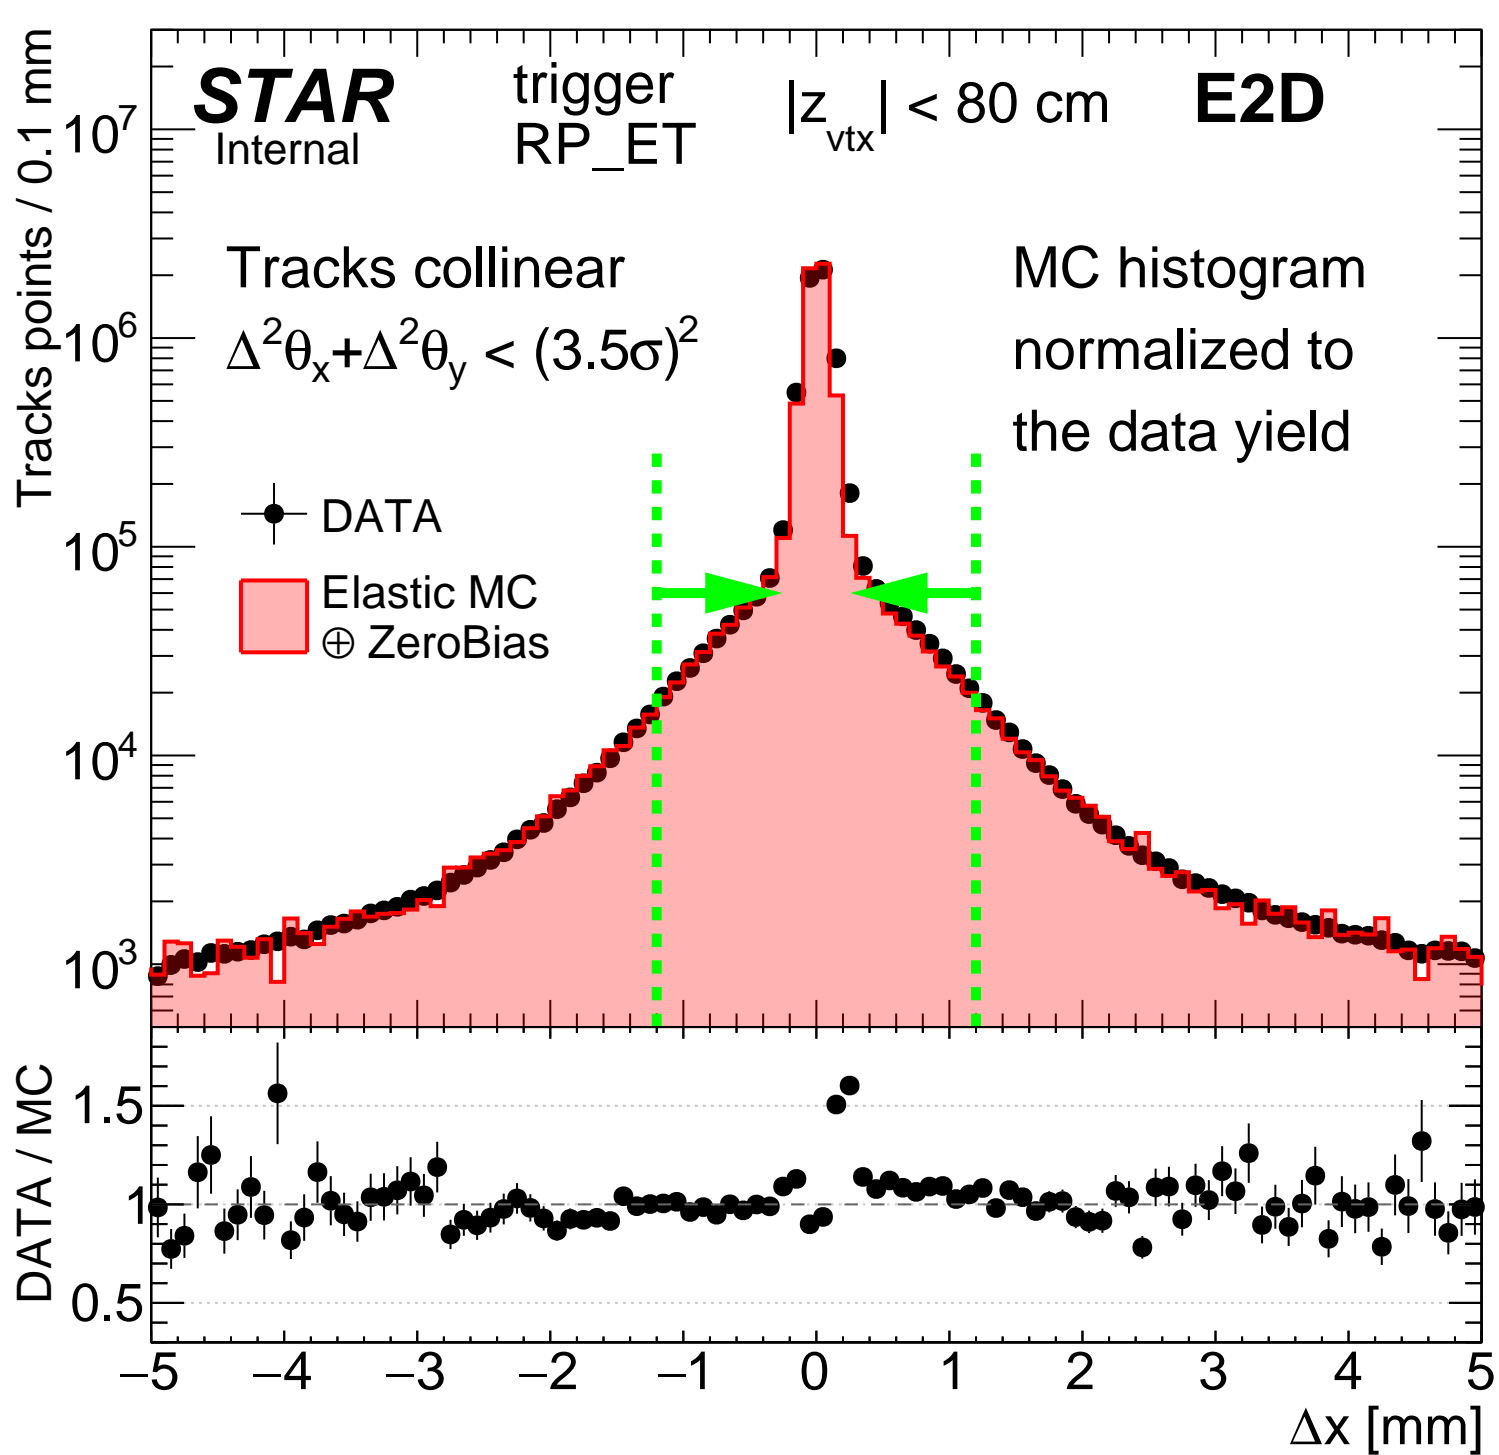 STAR
Internal
trigger
RP_ET
|z_vtx| < 80 cm
E2D
Tracks collinear
Δ²θ_x+Δ²θ_y < (3.5σ)²
MC histogram
normalized to
the data yield
DATA
Elastic MC
⊕ ZeroBias
Tracks points / 0.1 mm
10⁷
10⁶
10⁵
10⁴
10³
DATA / MC
1.5
1
0.5
−5 −4 −3 −2 −1 0 1 2 3 4 5
Δx [mm]